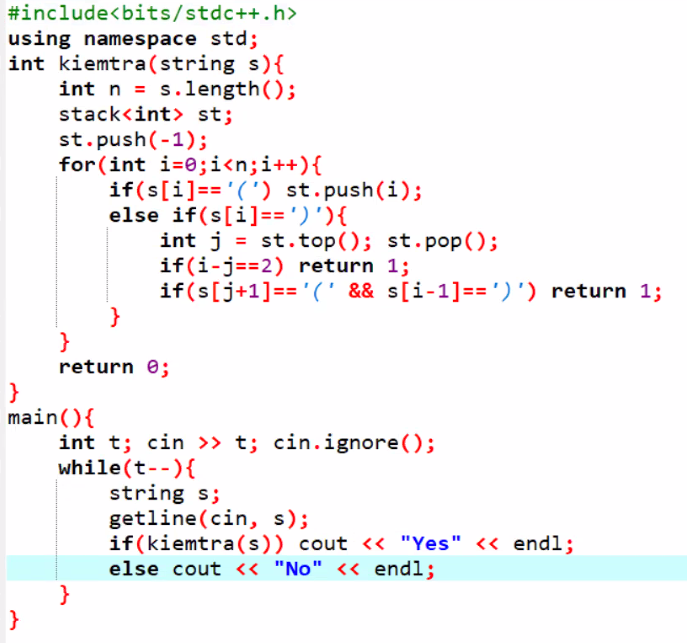 #include<bits/stdc++.h>
using namespace std;
int kiemtra(string s){
    int n = s.length();
    stack<int> st;
    st.push(-1);
    for(int i=0;i<n;i++){
        if(s[i]=='(') st.push(i);
        else if(s[i]==')'){
            int j = st.top(); st.pop();
            if(i-j==2) return 1;
            if(s[j+1]=='(' && s[i-1]==')') return 1;
        }
    }
    return 0;
}
main(){
    int t; cin >> t; cin.ignore();
    while(t--){
        string s;
        getline(cin, s);
        if(kiemtra(s)) cout << "Yes" << endl;
        else cout << "No" << endl;
    }
}